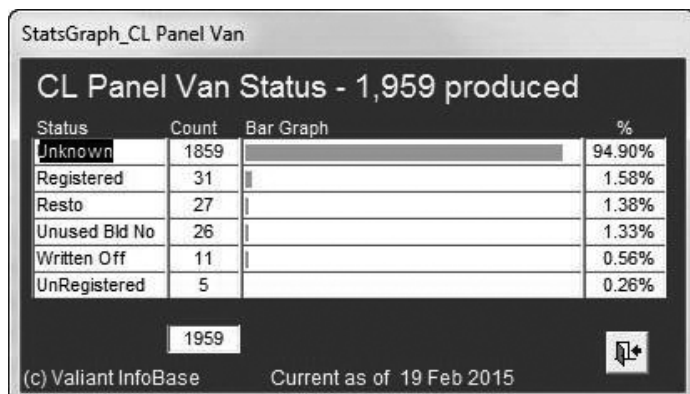 StatsGraph_CL Panel Van
CL Panel Van Status - 1,959 produced
Status Count Bar Graph %
Unknown 1859 94.90%
Registered 31 1.58%
Resto 27 1.38%
Unused Bld No 26 1.33%
Written Off 11 0.56%
UnRegistered 5 0.26%
1959
(c) Valiant InfoBase Current as of 19 Feb 2015